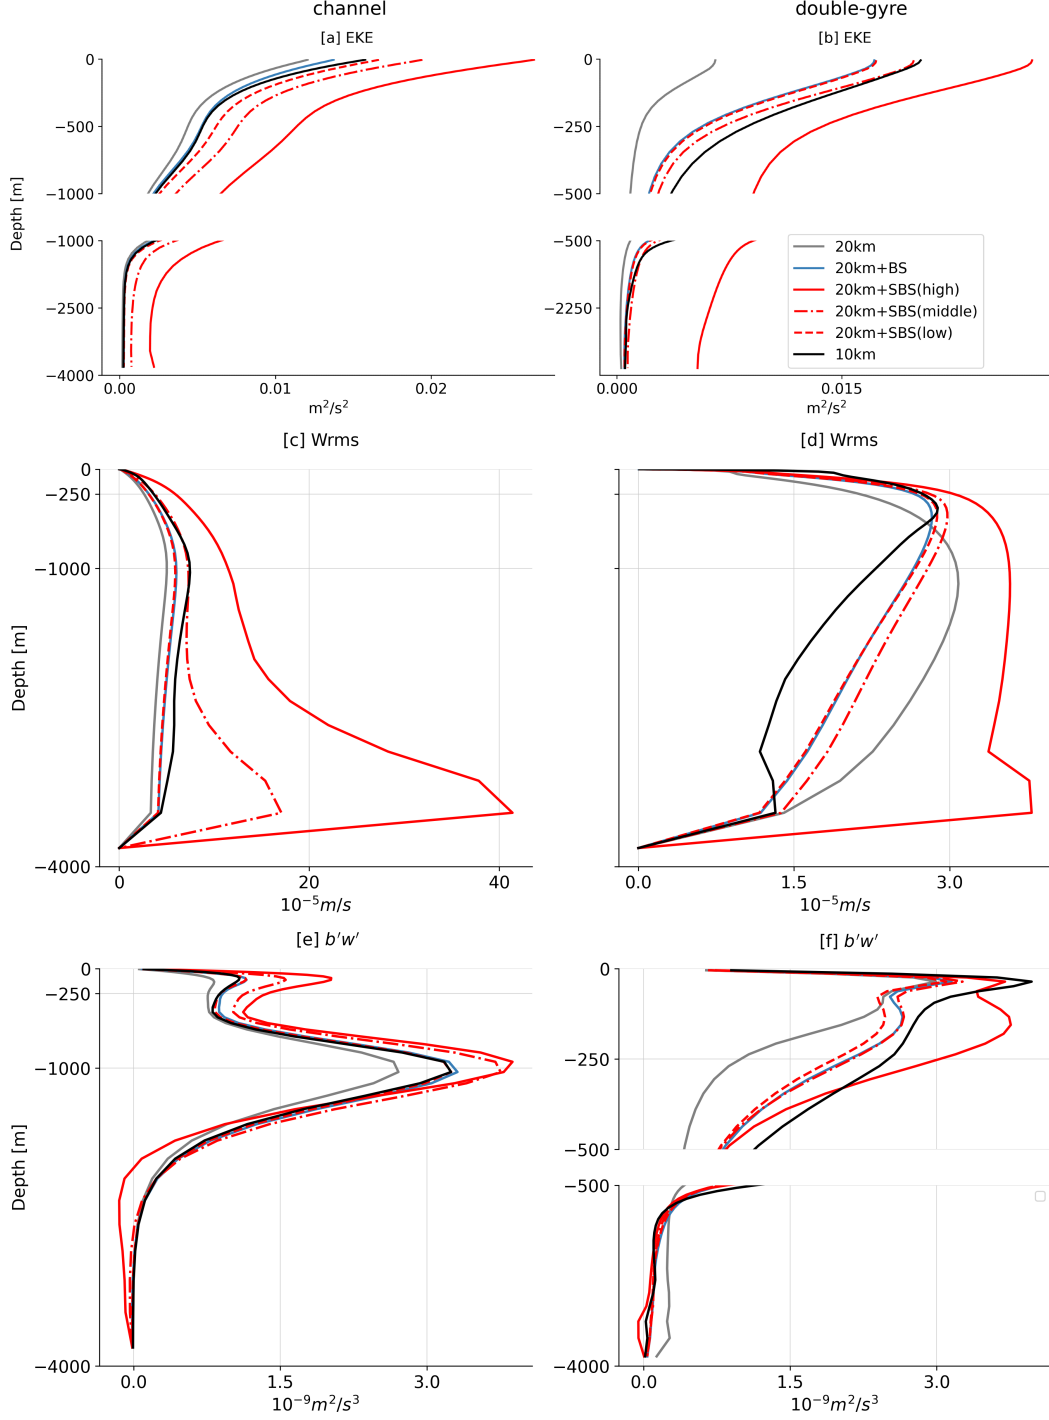 channel
double-gyre
[a] EKE
[b] EKE
0
−500
−1000
−1000
−2500
−4000
0.00
0.01
0.02
m²/s²
Depth [m]
0
−250
−500
−500
−2250
0.000
0.015
m²/s²
20km
20km+BS
20km+SBS(high)
20km+SBS(middle)
20km+SBS(low)
10km
[c] Wrms
[d] Wrms
0
−250
−1000
−4000
0
20
40
10⁻⁵m/s
Depth [m]
0.0
1.5
3.0
10⁻⁵m/s
[e] b′w′
[f] b′w′
0
−250
−1000
−4000
0.0
1.5
3.0
10⁻⁹m²/s³
Depth [m]
0
−250
−500
−500
−4000
0.0
1.5
3.0
10⁻⁹m²/s³